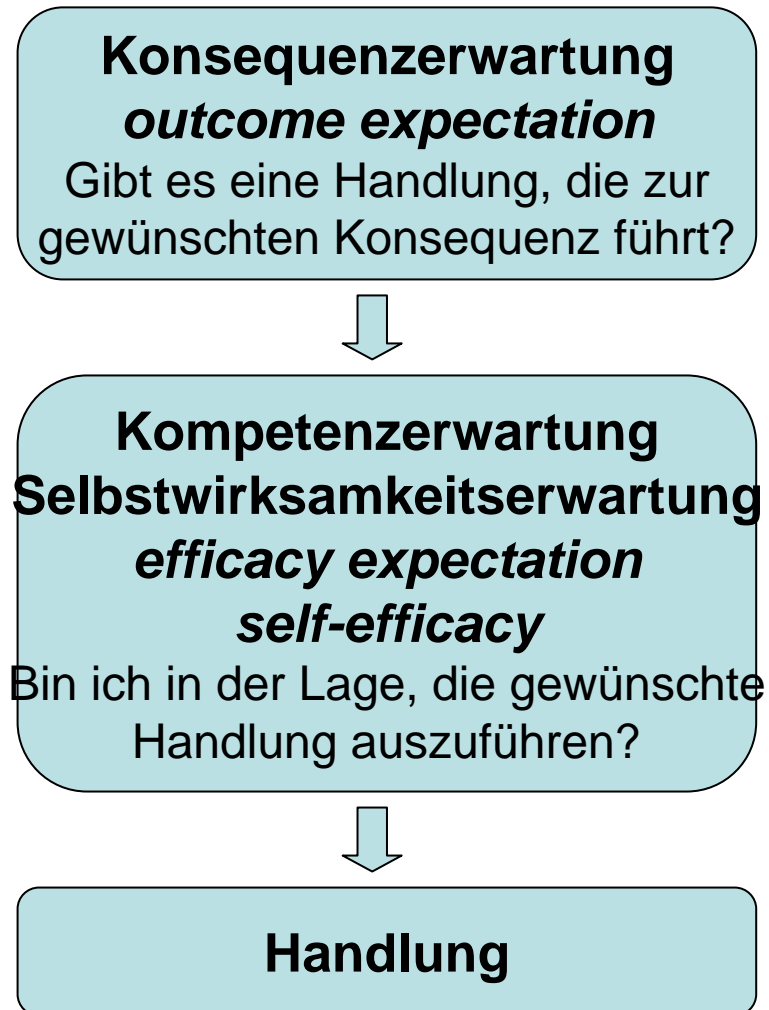 Konsequenzerwartung
outcome expectation
Gibt es eine Handlung, die zur
gewünschten Konsequenz führt?
Kompetenzerwartung
Selbstwirksamkeitserwartung
efficacy expectation
self-efficacy
Bin ich in der Lage, die gewünschte
Handlung auszuführen?
Handlung